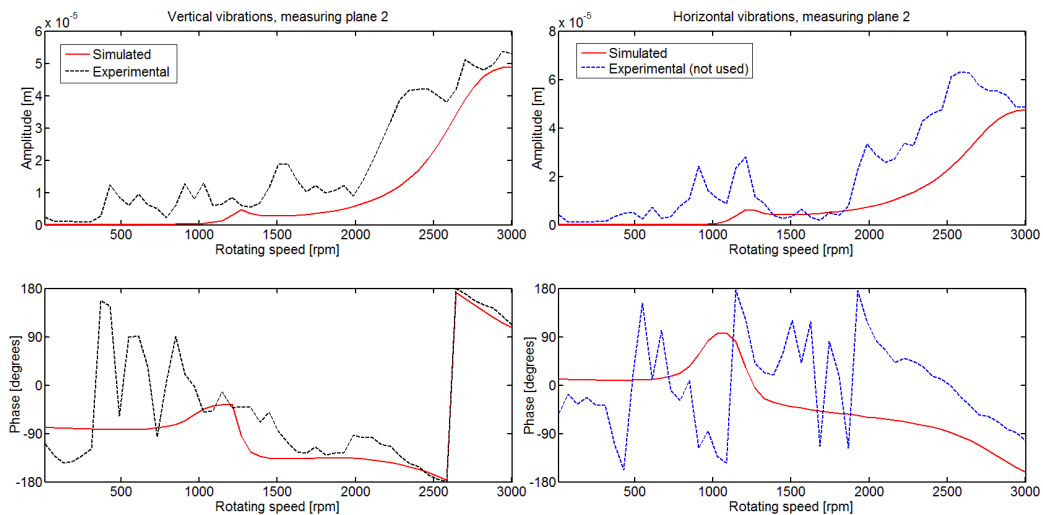 Vertical vibrations, measuring plane 2
x 10⁻⁵
6
5
4
3
2
1
0
Amplitude [m]
Simulated
Experimental
500 1000 1500 2000 2500 3000
Rotating speed [rpm]
Horizontal vibrations, measuring plane 2
x 10⁻⁵
8
6
4
2
0
Amplitude [m]
Simulated
Experimental (not used)
500 1000 1500 2000 2500 3000
Rotating speed [rpm]
180
90
0
-90
-180
Phase [degrees]
500 1000 1500 2000 2500 3000
Rotating speed [rpm]
180
90
0
-90
-180
Phase [degrees]
500 1000 1500 2000 2500 3000
Rotating speed [rpm]